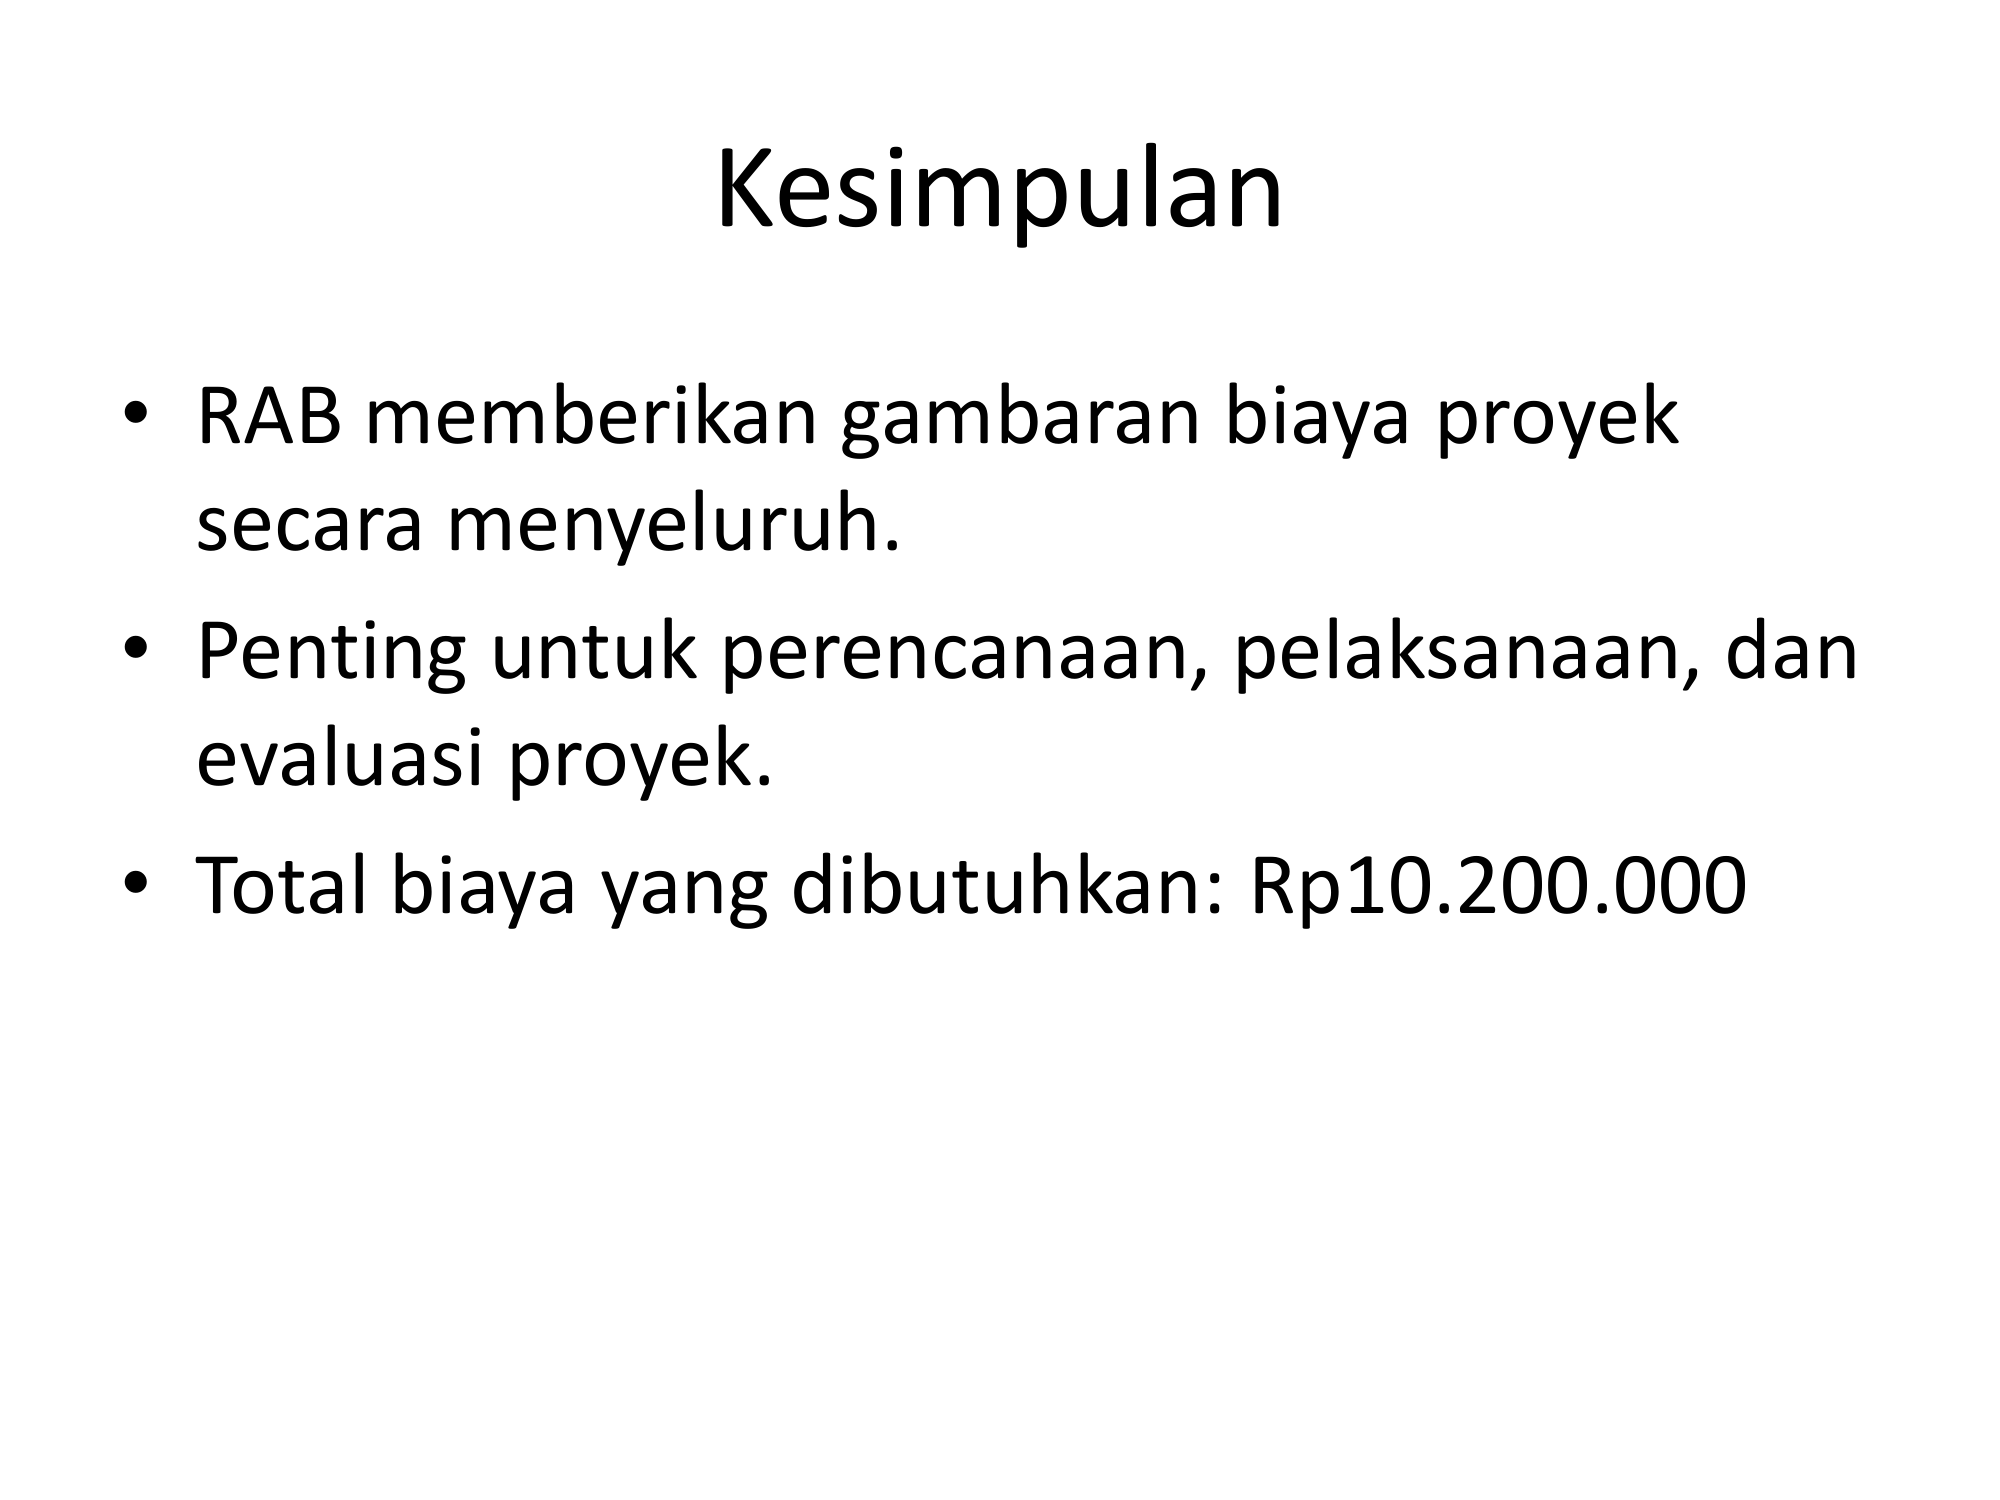 Kesimpulan
• RAB memberikan gambaran biaya proyek
secara menyeluruh.
• Penting untuk perencanaan, pelaksanaan, dan
evaluasi proyek.
• Total biaya yang dibutuhkan: Rp10.200.000